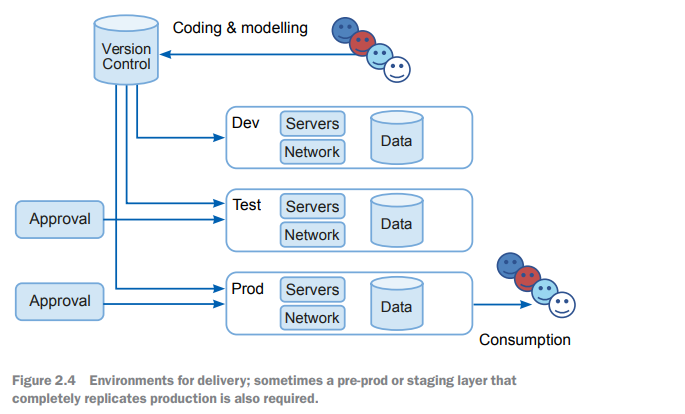 Coding & modelling
Version
Control
Dev
Servers
Network
Data
Approval
Test
Servers
Network
Data
Approval
Prod
Servers
Network
Data
Consumption
Figure 2.4 Environments for delivery; sometimes a pre-prod or staging layer that
completely replicates production is also required.